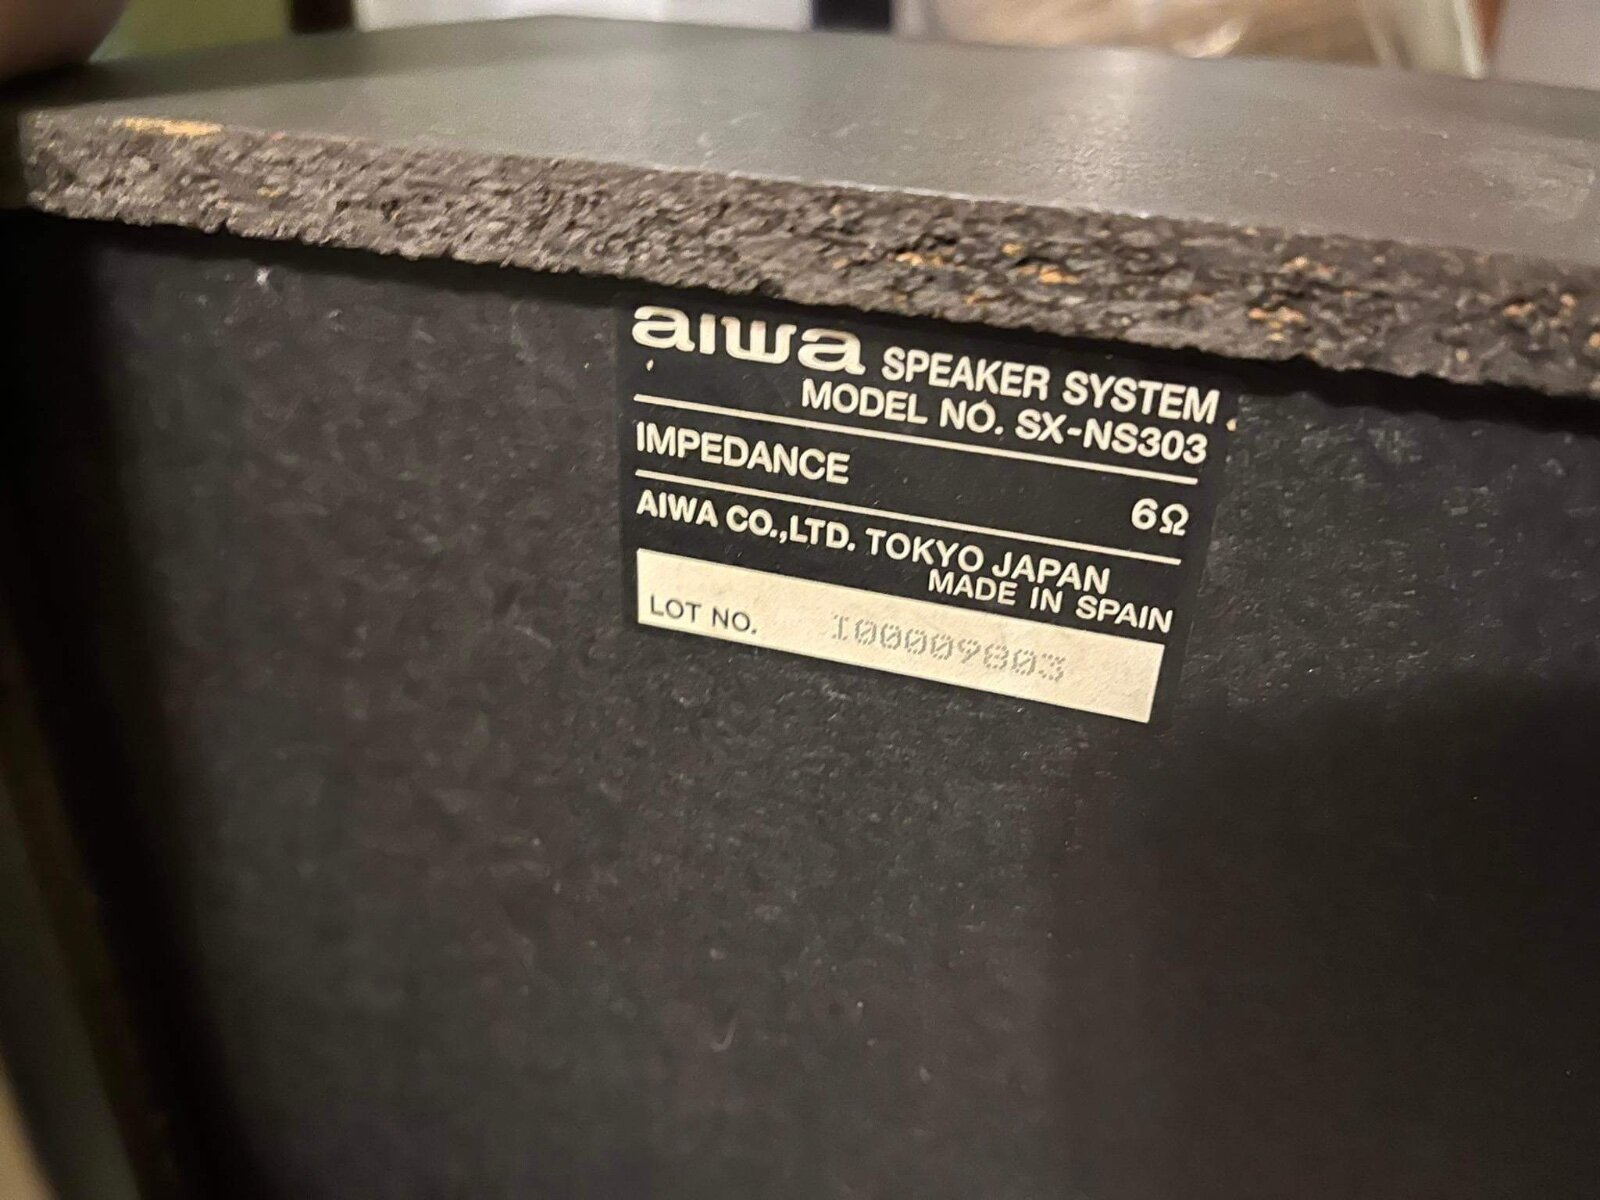 aiwa SPEAKER SYSTEM
MODEL NO. SX-NS303
IMPEDANCE 6Ω
AIWA CO.,LTD. TOKYO JAPAN
MADE IN SPAIN
LOT NO. I00009803